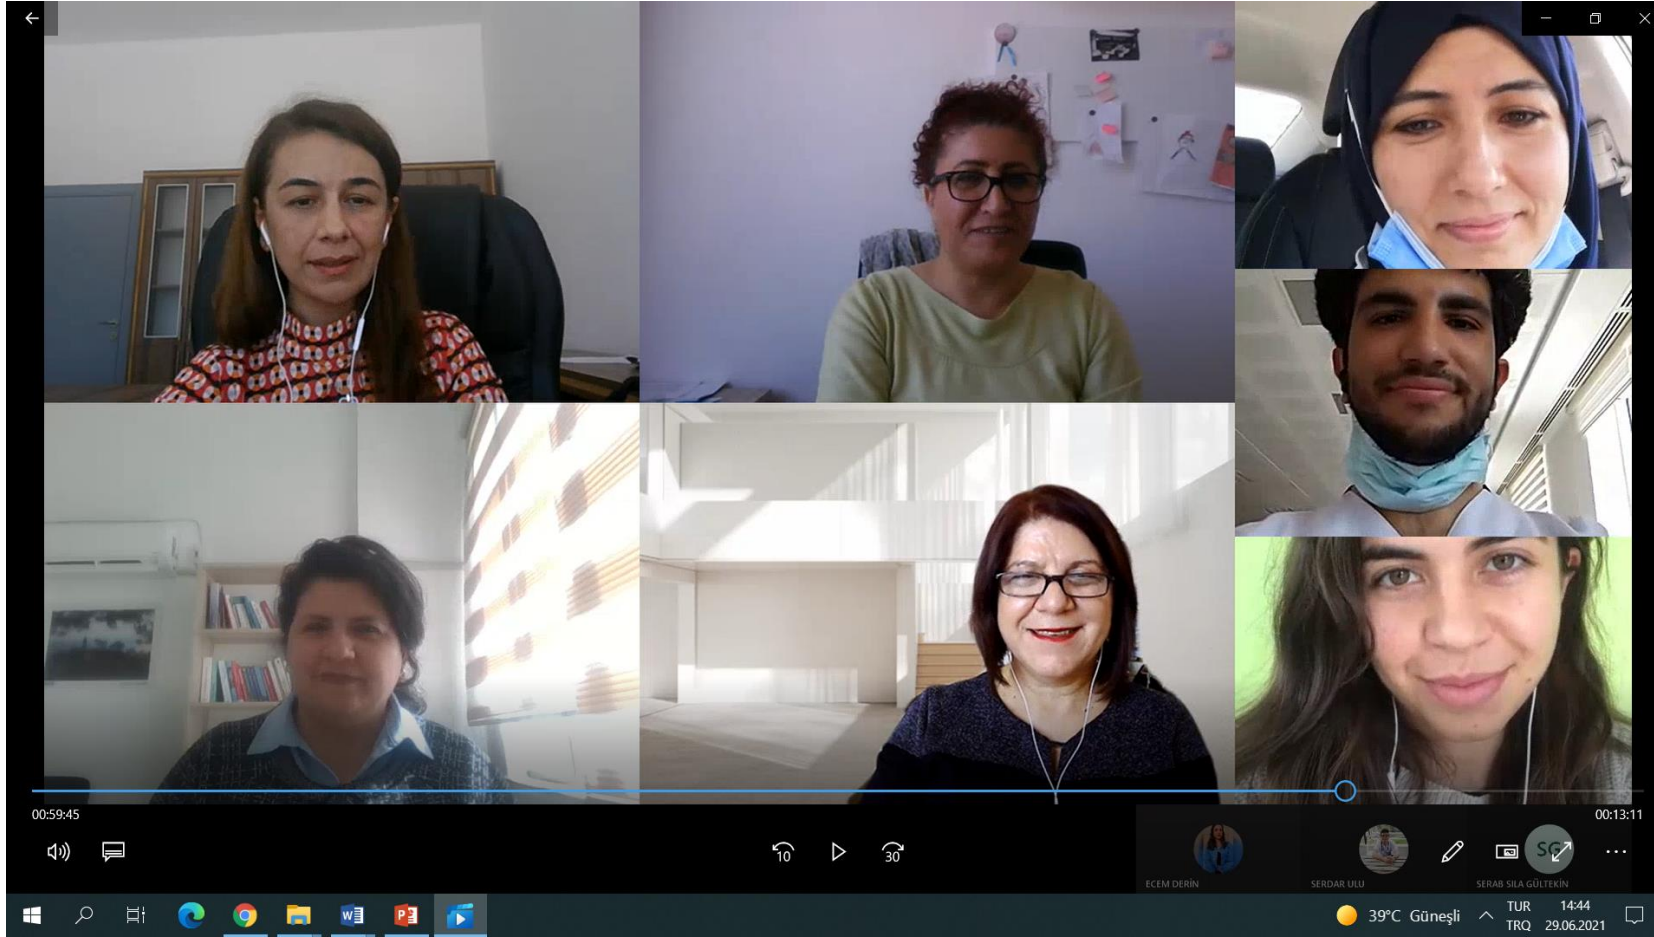 00:59:45
00:13:11
10
30
SG
ECEM DERİN
SERDAR ULU
SERAB SILA GÜLTEKİN
39°C Güneşli
TUR
TRQ
14:44
29.06.2021